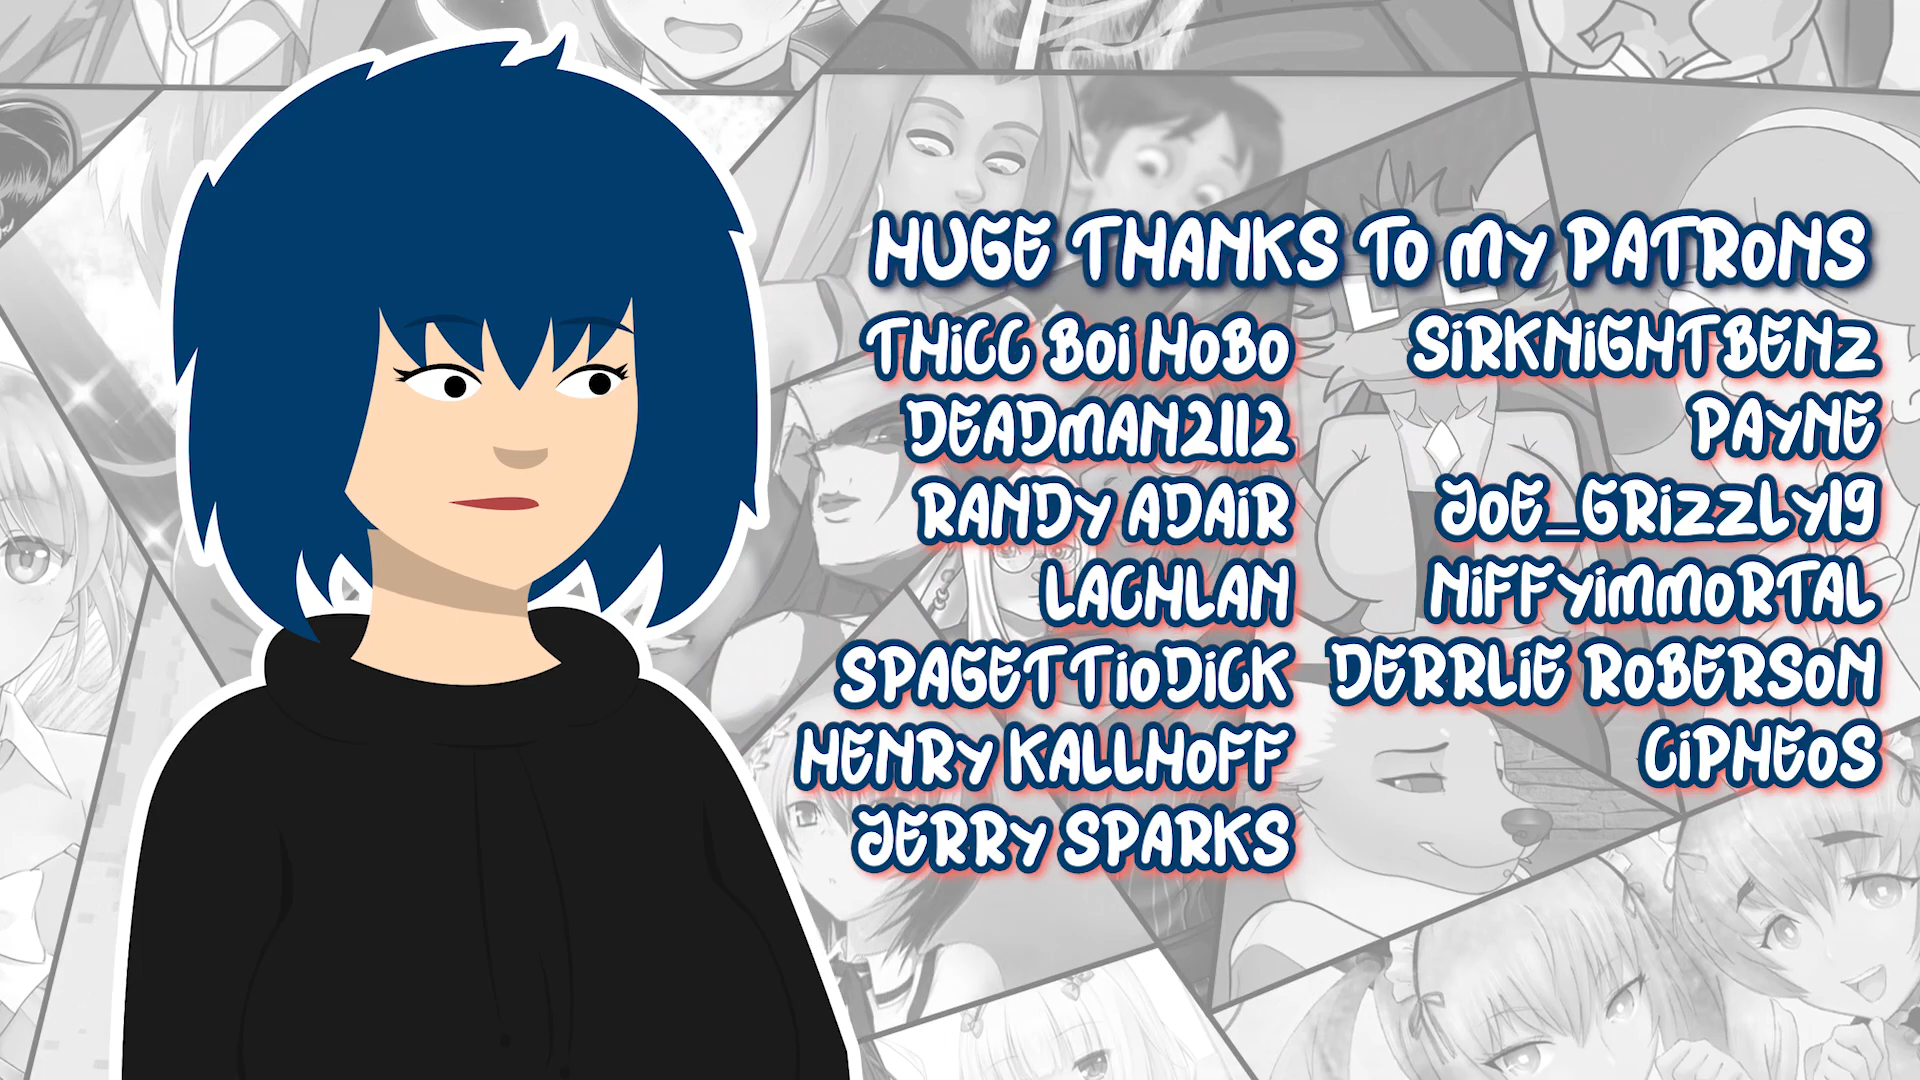 HUGE THANKS TO MY PATRONS
THiCC BOi HOBO
DEADMAN2112
RANDY ADAiR
LACHLAN
SPAGETTiODiCK
HENRY KALLHOFF
JERRY SPARKS
SiRKNiGHTBENZ
PAYNE
JOE_GRiZZLY19
NiFFYiMMORTAL
DERRLiE ROBERSON
CiPHEOS